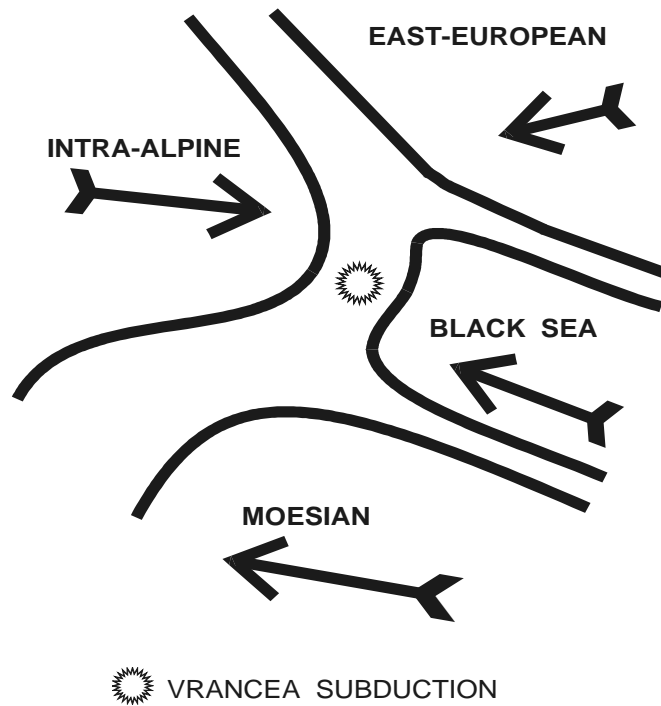 EAST-EUROPEAN
INTRA-ALPINE
BLACK SEA
MOESIAN
VRANCEA SUBDUCTION